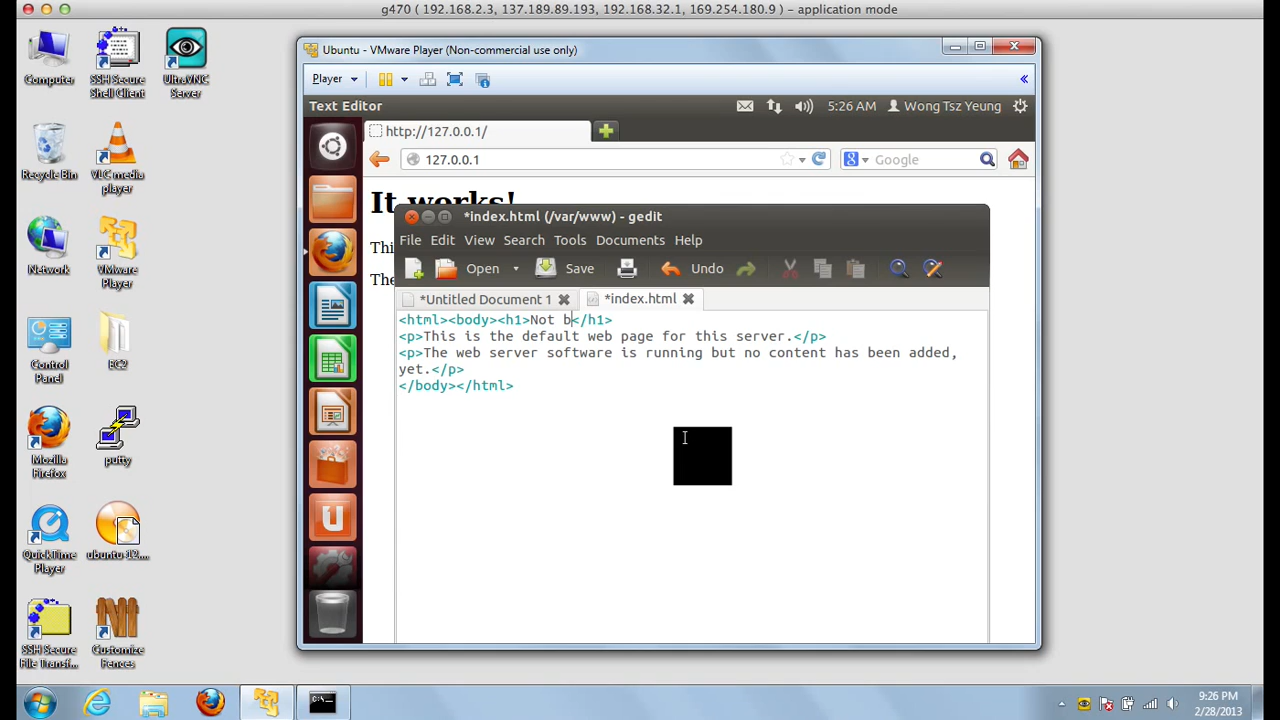 g470 ( 192.168.2.3, 137.189.89.193, 192.168.32.1, 169.254.180.9 ) – application mode
Computer
SSH Secure Shell Client
UltraVNC Server
Recycle Bin
VLC media player
Network
VMware Player
Control Panel
EC2
Mozilla Firefox
putty
QuickTime Player
ubuntu-12....
SSH Secure File Transf...
Customize Fences
Ubuntu - VMware Player (Non-commercial use only)
Player
«
Text Editor
5:26 AM
Wong Tsz Yeung
http://127.0.0.1/
127.0.0.1
Google
It works!
Thi
The
*index.html (/var/www) - gedit
File Edit View Search Tools Documents Help
Open
Save
Undo
*Untitled Document 1
*index.html
<html><body><h1>Not b</h1>
<p>This is the default web page for this server.</p>
<p>The web server software is running but no content has been added,
yet.</p>
</body></html>
C:\
9:26 PM
2/28/2013